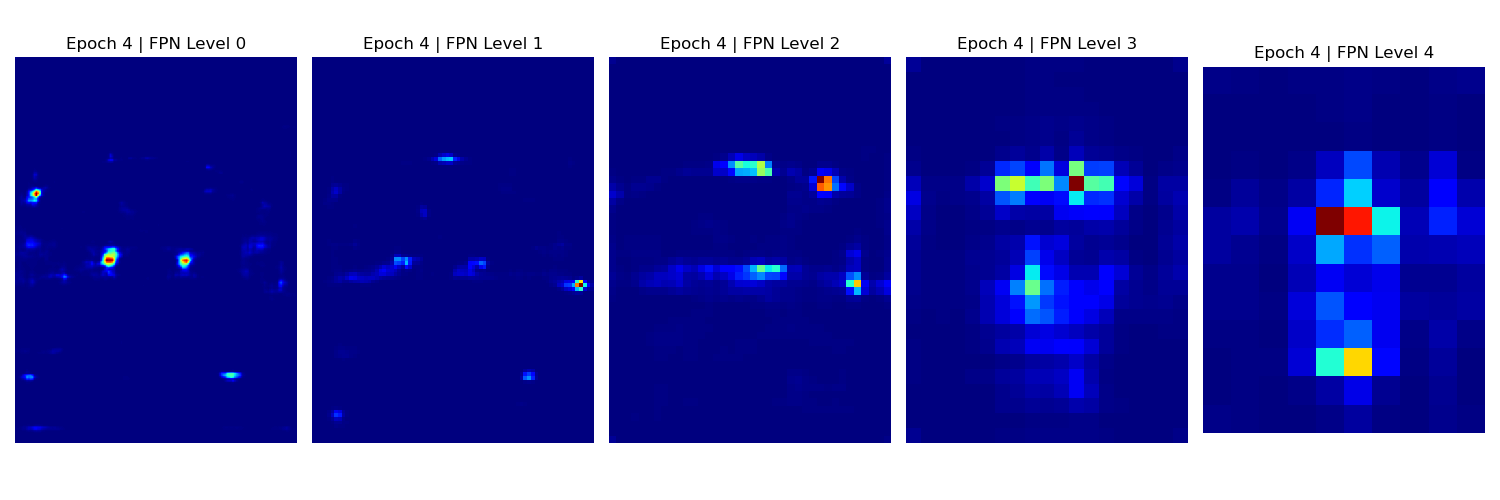 Epoch 4 | FPN Level 0
Epoch 4 | FPN Level 1
Epoch 4 | FPN Level 2
Epoch 4 | FPN Level 3
Epoch 4 | FPN Level 4